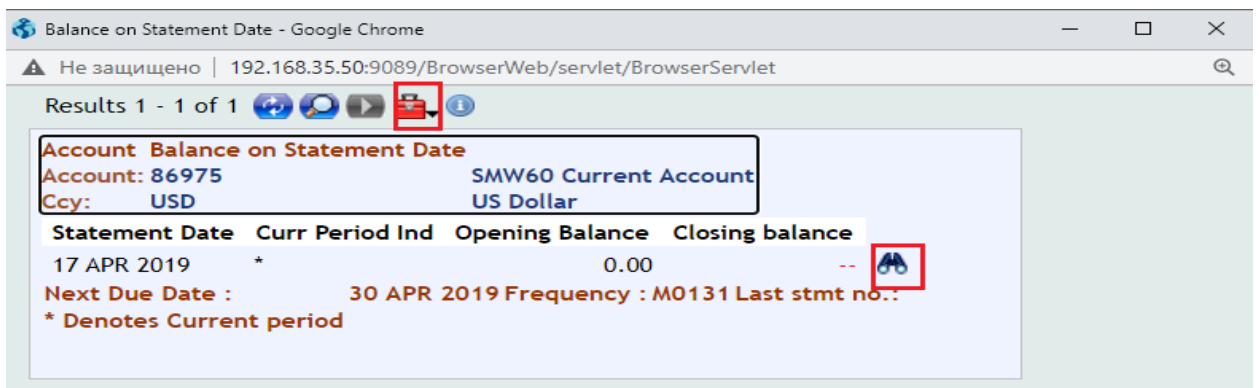 Balance on Statement Date - Google Chrome
Не защищено | 192.168.35.50:9089/BrowserWeb/servlet/BrowserServlet
Results 1 - 1 of 1
Account Balance on Statement Date
Account: 86975 SMW60 Current Account
Ccy: USD US Dollar
Statement Date Curr Period Ind Opening Balance Closing balance
17 APR 2019 * 0.00 --
Next Due Date : 30 APR 2019 Frequency : M0131 Last stmt no.:
* Denotes Current period